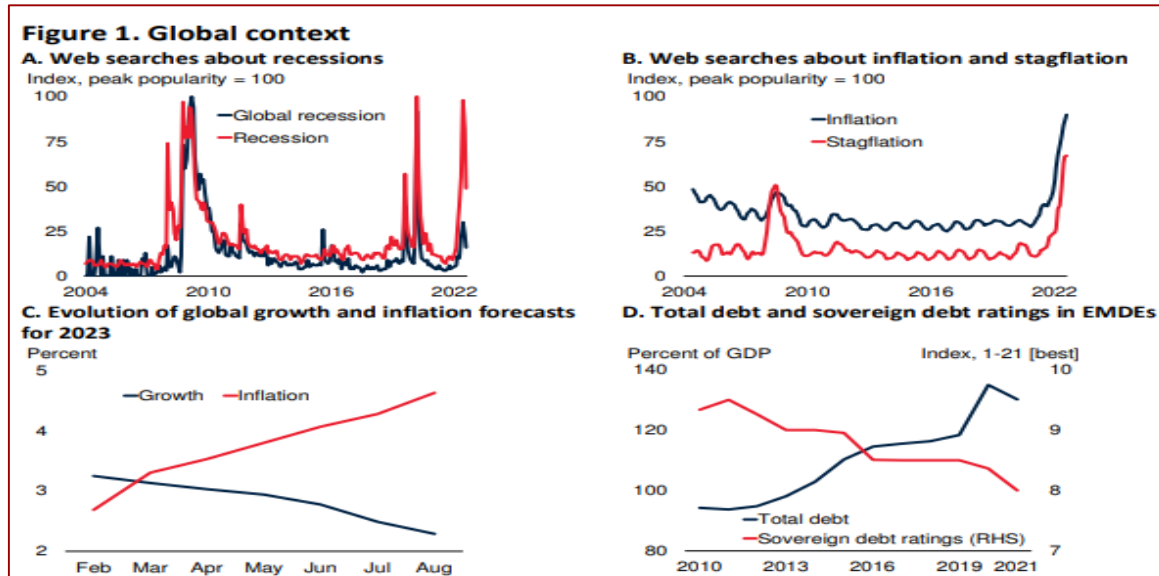 Figure 1. Global context
A. Web searches about recessions
Index, peak popularity = 100
100
75
50
25
0
Global recession
Recession
2004 2010 2016 2022
B. Web searches about inflation and stagflation
Index, peak popularity = 100
100
75
50
25
0
Inflation
Stagflation
2004 2010 2016 2022
C. Evolution of global growth and inflation forecasts
for 2023
Percent
5
4
3
2
Growth Inflation
Feb Mar Apr May Jun Jul Aug
D. Total debt and sovereign debt ratings in EMDEs
Percent of GDP Index, 1-21 [best]
140 10
120 9
100 8
80 7
Total debt
Sovereign debt ratings (RHS)
2010 2013 2016 2019 2021